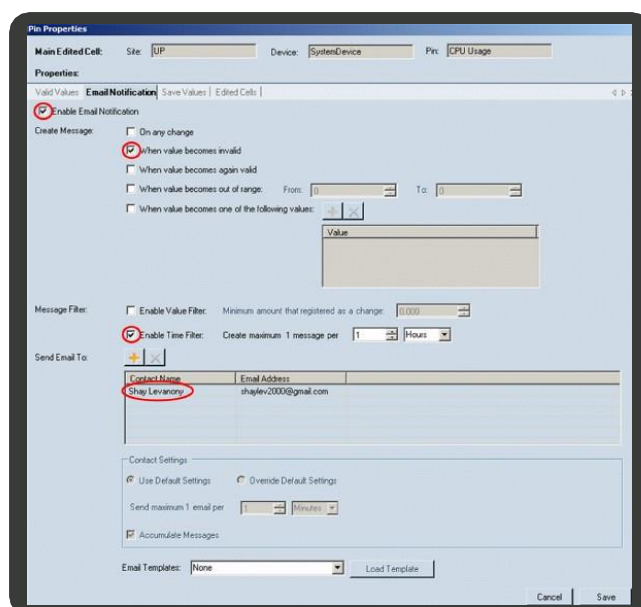 Pin Properties
Main Edited Cell: Site: UP Device: SystemDevice Pin: CPU Usage
Properties:
Valid Values Email Notification Save Values Edited Cells
Enable Email Notification
Create Message: On any change
When value becomes invalid
When value becomes again valid
When value becomes out of range: From: 0 To: 0
When value becomes one of the following values:
Value
Message Filter: Enable Value Filter: Minimum amount that registered as a change: 0.000
Enable Time Filter: Create maximum 1 message per 1 Hours
Send Email To:
Contact Name Email Address
Shay Levanony shaylev2000@gmail.com
Contact Settings
Use Default Settings Override Default Settings
Send maximum 1 email per 1 Minutes
Accumulate Messages
Email Templates: None Load Template
Cancel Save